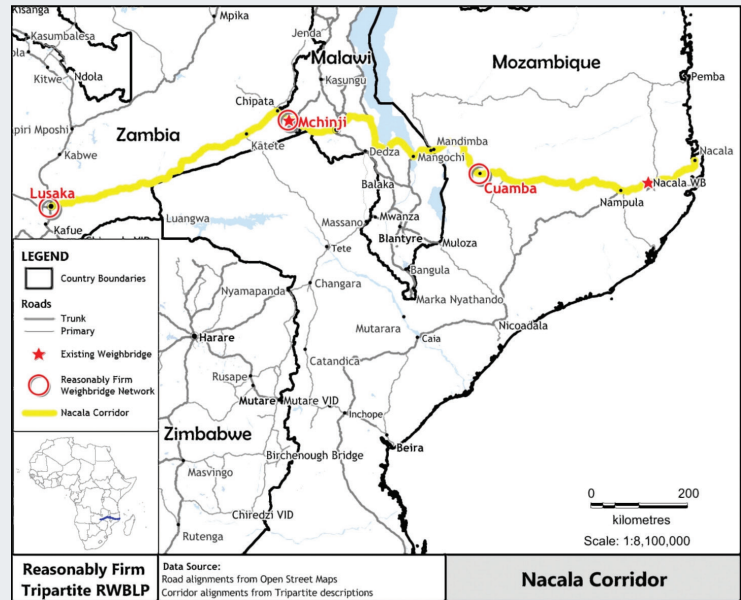 Kisanga
Mpika
Jenda
Malawi
Mozambique
Kasumbalesa
Kitwe
Ndola
Kasungu
Pemba
Chipata
Mchinji
Zambia
Mandimba
Nacala
Kabwe
Katete
Dedza
Mangochi
Lusaka
Balaka
Cuamba
Nacala WB
Nampula
Kafue
Luangwa
Massano
Mwanza
Blantyre
Muloza
Tete
LEGEND
Country Boundaries
Roads
Trunk
Primary
Existing Weighbridge
Reasonably Firm
Weighbridge Network
Nacala Corridor
Bangula
Changara
Nyamapanda
Marka Nyathando
Mutarara
Nicoadala
Harare
Caia
Catandica
Rusape
Mutare
Mutare VID
Inchope
Zimbabwe
Beira
Birchenough Bridge
Masvingo
Chiredzi VID
Rutenga
0 200
kilometres
Scale: 1:8,100,000
Reasonably Firm
Tripartite RWBLP
Data Source:
Road alignments from Open Street Maps
Corridor alignments from Tripartite descriptions
Nacala Corridor